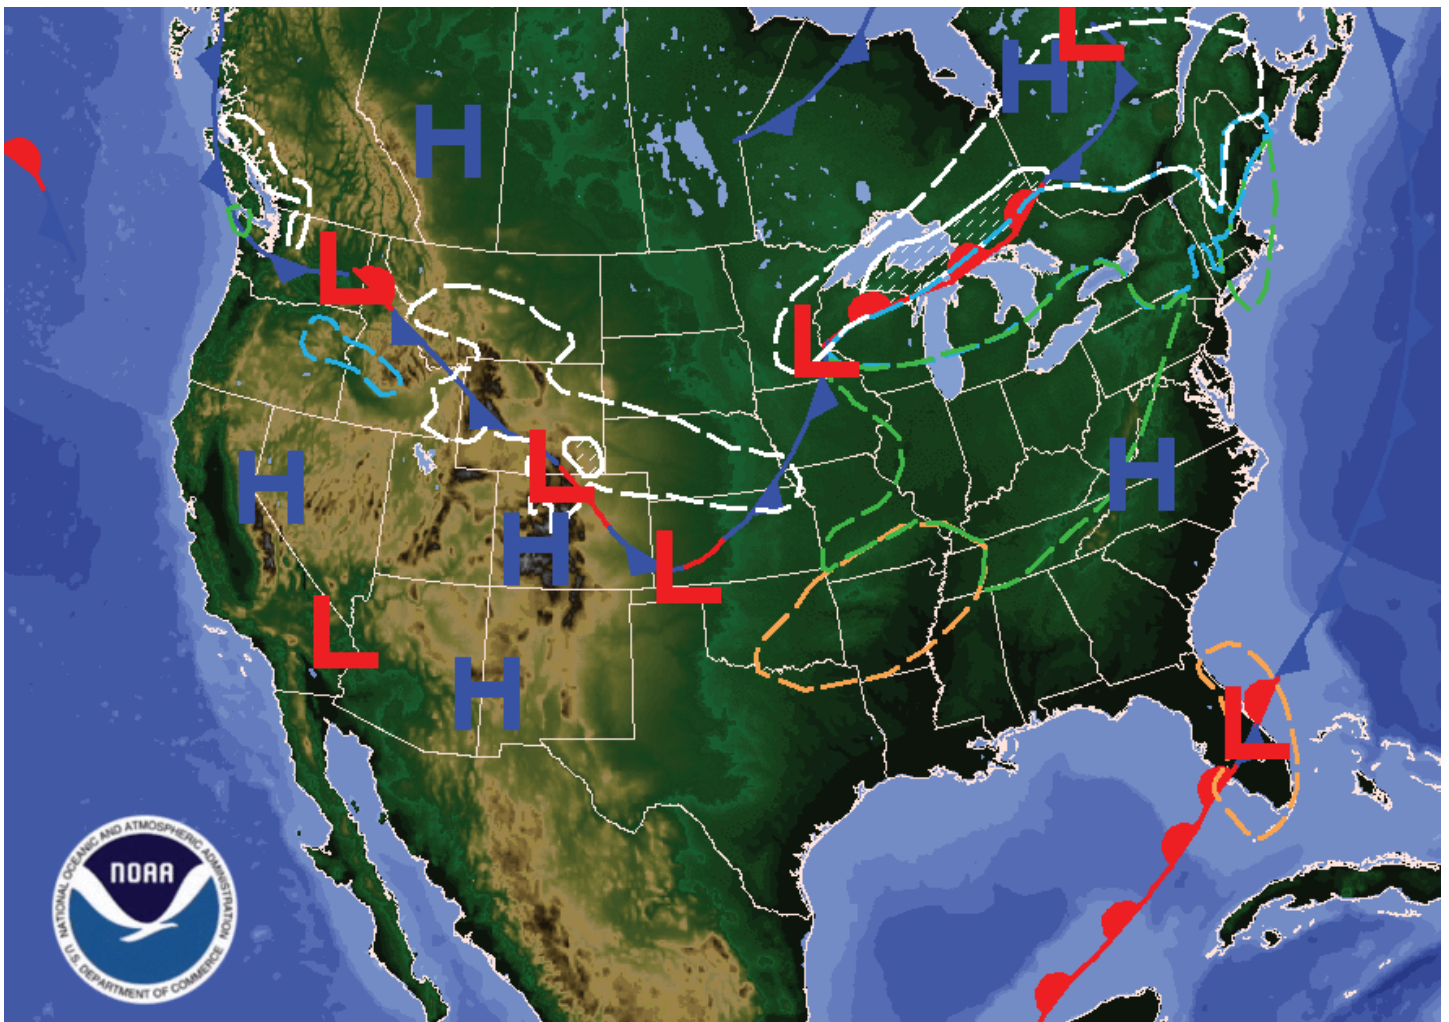 L
H
H
L
L
H
L
H
L
H
L
L
H
L
NATIONAL OCEANIC AND ATMOSPHERIC ADMINISTRATION
NOAA
U.S. DEPARTMENT OF COMMERCE